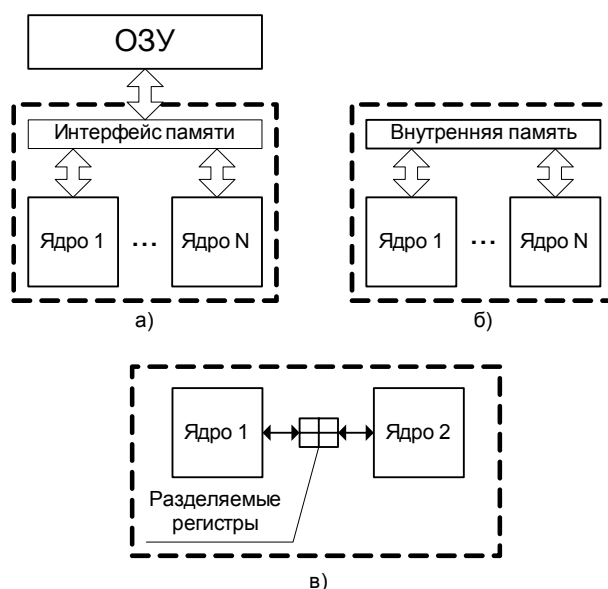 ОЗУ
Интерфейс памяти
Ядро 1
...
Ядро N
а)
Внутренняя память
Ядро 1
...
Ядро N
б)
Ядро 1
Ядро 2
Разделяемые
регистры
в)